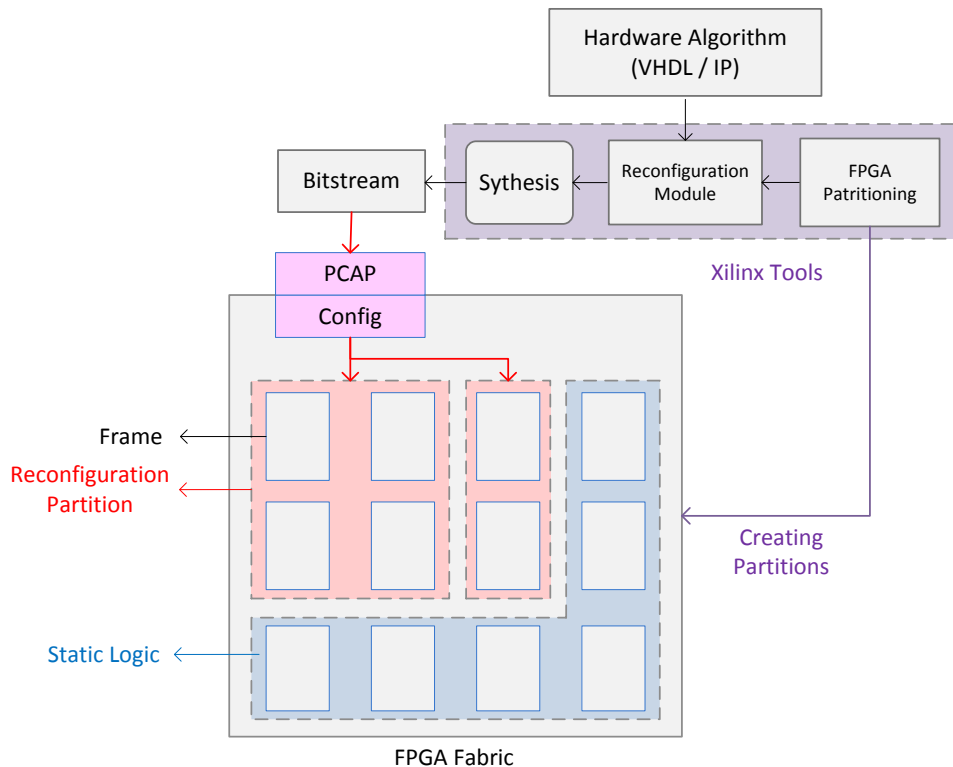 Hardware Algorithm
(VHDL / IP)
Bitstream
Sythesis
Reconfiguration
Module
FPGA
Patritioning
Xilinx Tools
PCAP
Config
Frame
Reconfiguration
Partition
Creating
Partitions
Static Logic
FPGA Fabric